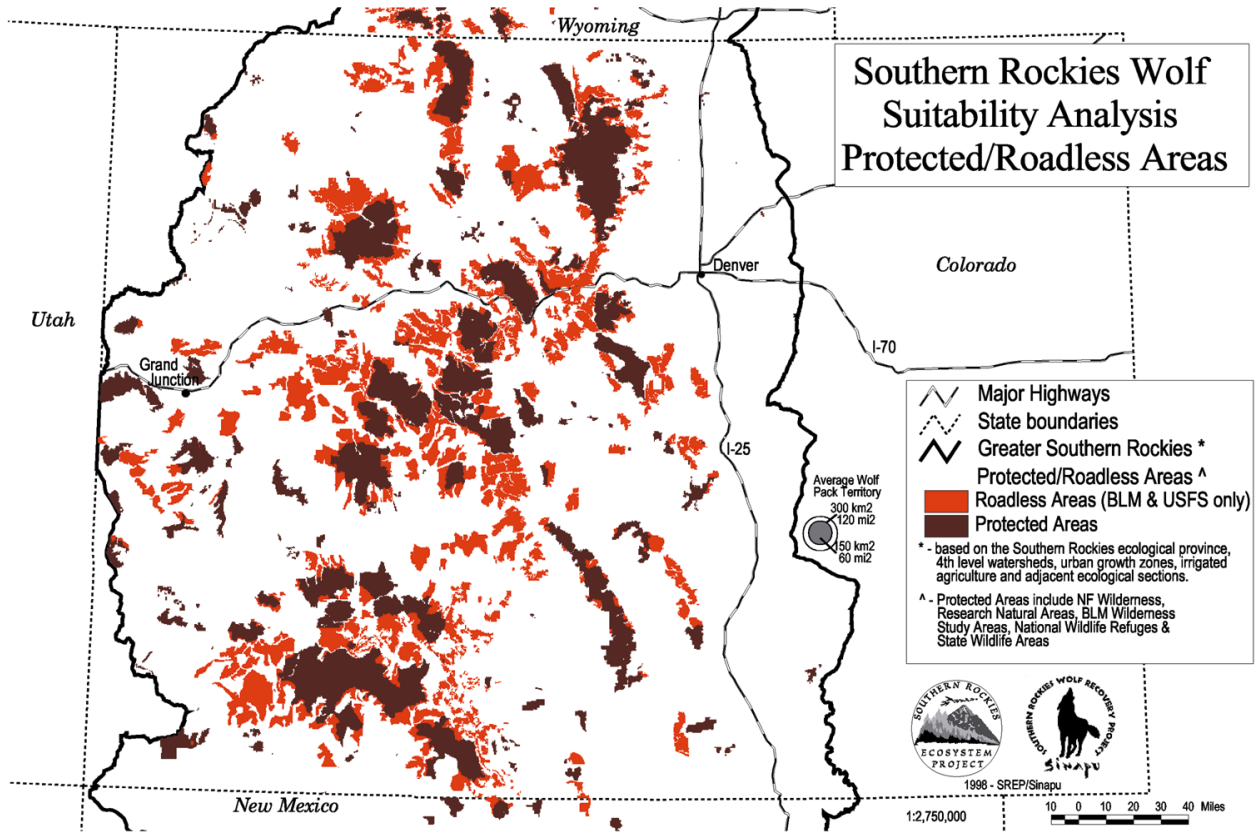 Wyoming
Southern Rockies Wolf
Suitability Analysis
Protected/Roadless Areas
Denver
Colorado
Utah
I-70
Grand
Junction
Major Highways
State boundaries
Greater Southern Rockies *
Protected/Roadless Areas ^
Roadless Areas (BLM & USFS only)
Protected Areas
* - based on the Southern Rockies ecological province,
4th level watersheds, urban growth zones, irrigated
agriculture and adjacent ecological sections.
^ - Protected Areas include NF Wilderness,
Research Natural Areas, BLM Wilderness
Study Areas, National Wildlife Refuges &
State Wildlife Areas
I-25
Average Wolf
Pack Territory
300 km2
120 mi2
150 km2
60 mi2
SOUTHERN ROCKIES
ECOSYSTEM
PROJECT
SOUTHERN ROCKIES WOLF RECOVERY PROJECT
Sinapu
1998 - SREP/Sinapu
New Mexico
1:2,750,000
10 0 10 20 30 40 Miles